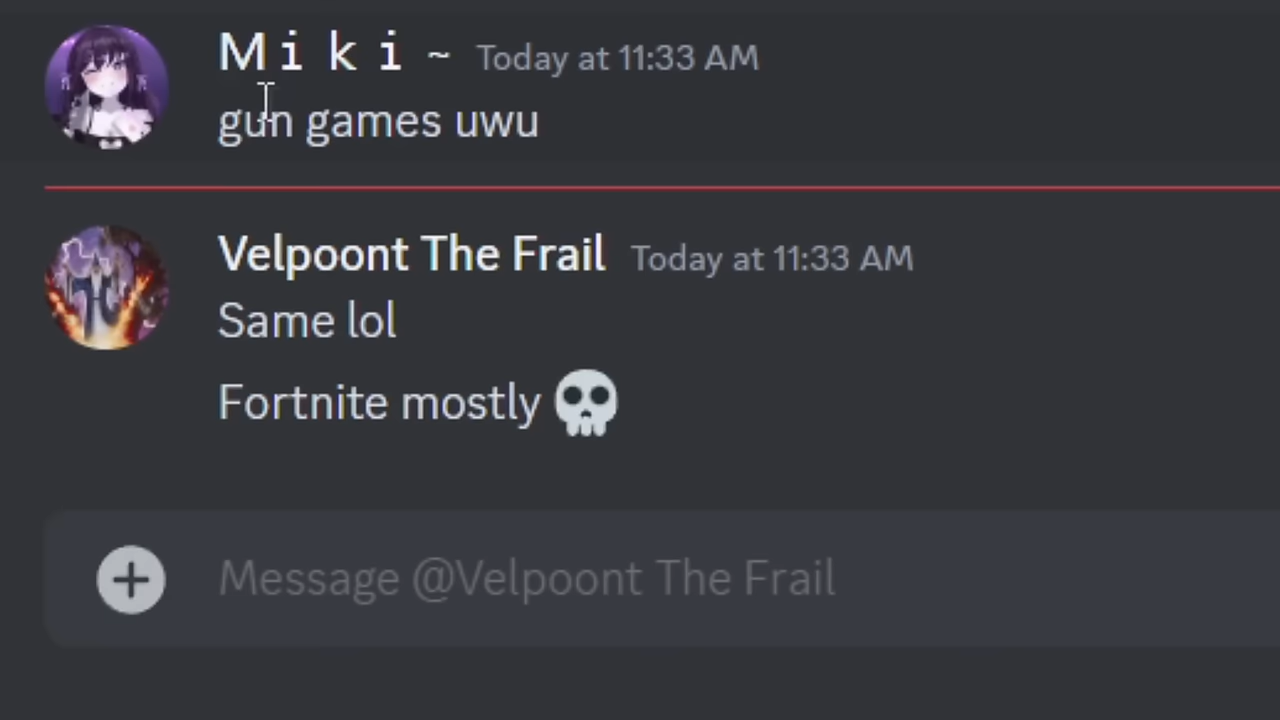 Miki~ Today at 11:33 AM
gun games uwu
Velpoont The Frail Today at 11:33 AM
Same lol
Fortnite mostly 💀
Message @Velpoont The Frail